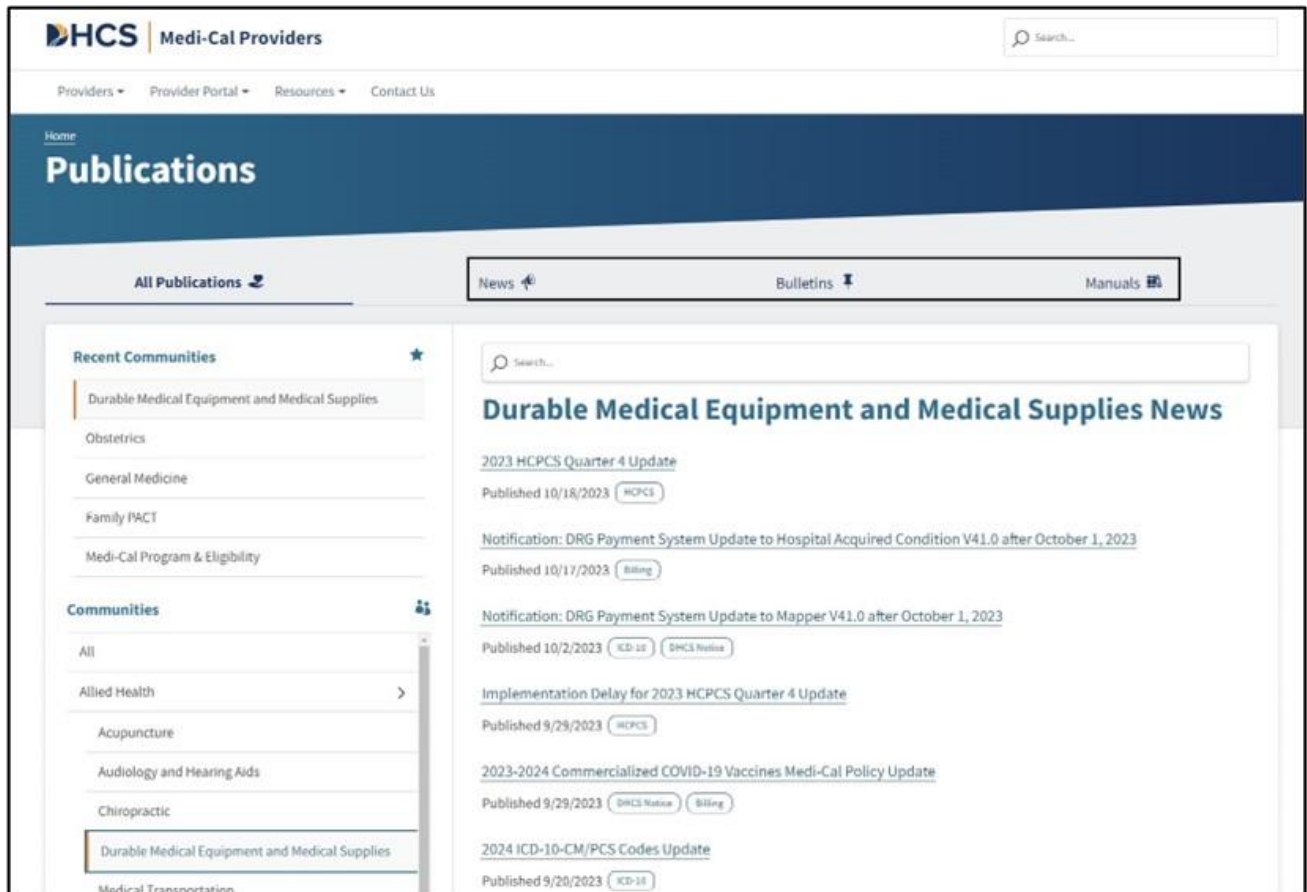 DHCS Medi-Cal Providers
Search...
Providers Provider Portal Resources Contact Us
Home
Publications
All Publications News Bulletins Manuals
Recent Communities
Durable Medical Equipment and Medical Supplies
Obstetrics
General Medicine
Family PACT
Medi-Cal Program & Eligibility
Communities
All
Allied Health
Acupuncture
Audiology and Hearing Aids
Chiropractic
Durable Medical Equipment and Medical Supplies
Medical Transportation
Search...
Durable Medical Equipment and Medical Supplies News
2023 HCPCS Quarter 4 Update
Published 10/18/2023 HCPCS
Notification: DRG Payment System Update to Hospital Acquired Condition V41.0 after October 1, 2023
Published 10/17/2023 Billing
Notification: DRG Payment System Update to Mapper V41.0 after October 1, 2023
Published 10/2/2023 ICD-10 DHCS Notice
Implementation Delay for 2023 HCPCS Quarter 4 Update
Published 9/29/2023 HCPCS
2023-2024 Commercialized COVID-19 Vaccines Medi-Cal Policy Update
Published 9/29/2023 DHCS Notice Billing
2024 ICD-10-CM/PCS Codes Update
Published 9/20/2023 ICD-10